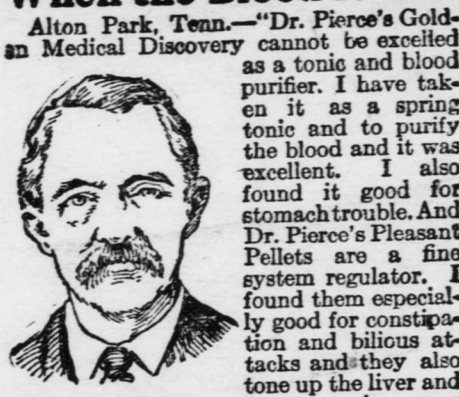 Alton Park, Tenn.—"Dr. Pierce's Gold-
en Medical Discovery cannot be excelled
as a tonic and blood
purifier. I have tak-
en it as a spring
tonic and to purify
the blood and it was
excellent. I also
found it good for
stomach trouble. And
Dr. Pierce's Pleasant
Pellets are a fine
system regulator. I
found them especial-
ly good for constipa-
tion and bilious at-
tacks and they also
tone up the liver and